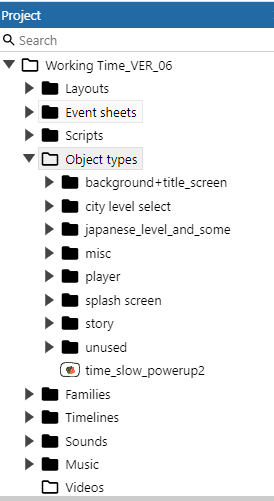 Project
Search
Working Time_VER_06
Layouts
Event sheets
Scripts
Object types
background+title_screen
city level select
japanese_level_and_some
misc
player
splash screen
story
unused
time_slow_powerup2
Families
Timelines
Sounds
Music
Videos